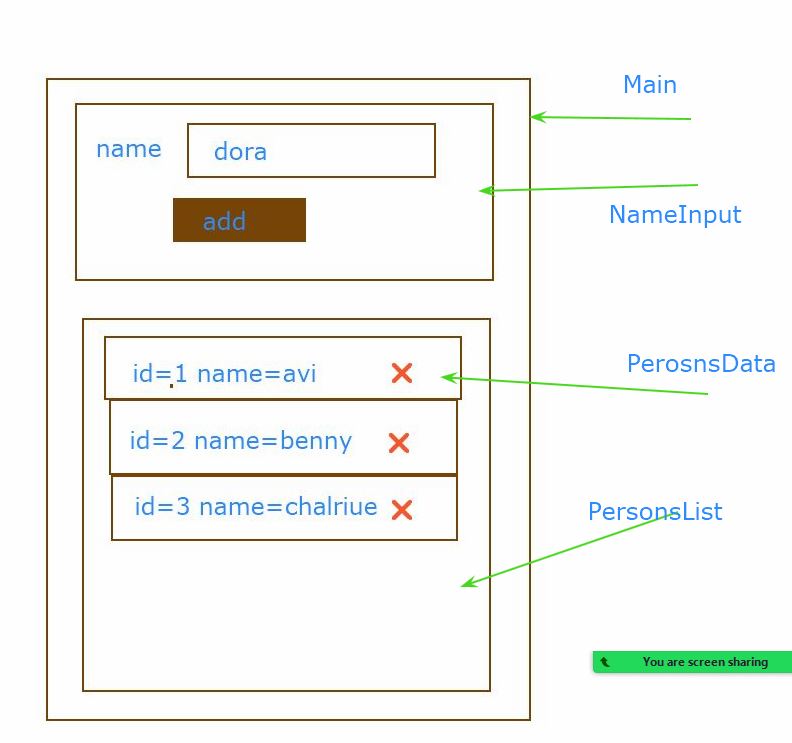 Main
name
dora
add
NameInput
id=1 name=avi
PerosnsData
id=2 name=benny
id=3 name=chalriue
PersonsList
You are screen sharing